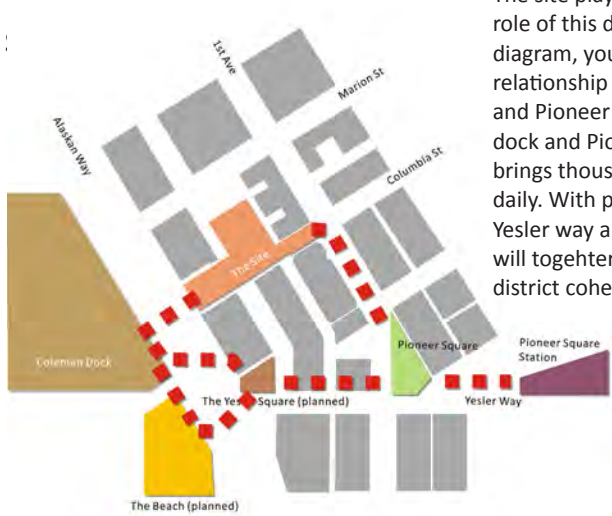 The site play
role of this d
diagram, you
relationship
and Pioneer
dock and Pio
brings thous
daily. With p
Yesler way a
will togehter
district cohe
1st Ave
Marion St
Alaskan Way
Columbia St
The Site
Coleman Dock
Pioneer Square
Pioneer Square
Station
The Yes Square (planned)
Yesler Way
The Beach (planned)